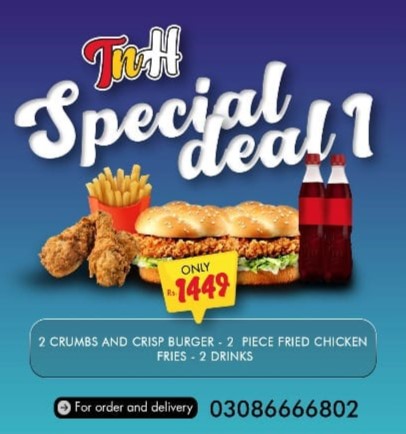 TnH
Special
deal 1
ONLY
Rs.1449
2 CRUMBS AND CRISP BURGER - 2 PIECE FRIED CHICKEN
FRIES - 2 DRINKS
For order and delivery 03086666802